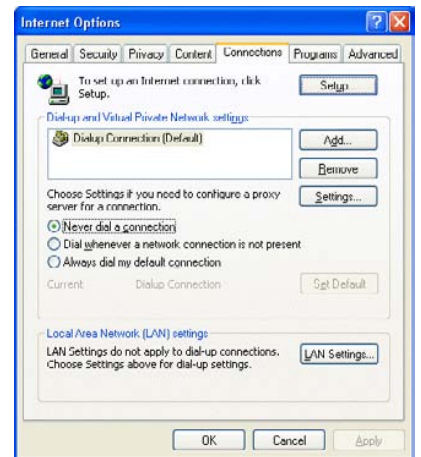 Internet Options
General Security Privacy Content Connections Programs Advanced
To set up an Internet connection, click
Setup.
Setup
Dial-up and Virtual Private Network settings
Dialup Connection (Default)
Add...
Remove
Choose Settings if you need to configure a proxy
server for a connection.
Settings...
Never dial a connection
Dial whenever a network connection is not present
Always dial my default connection
Current Dialup Connection
Set Default
Local Area Network (LAN) settings
LAN Settings do not apply to dial-up connections.
Choose Settings above for dial-up settings.
LAN Settings...
OK Cancel Apply